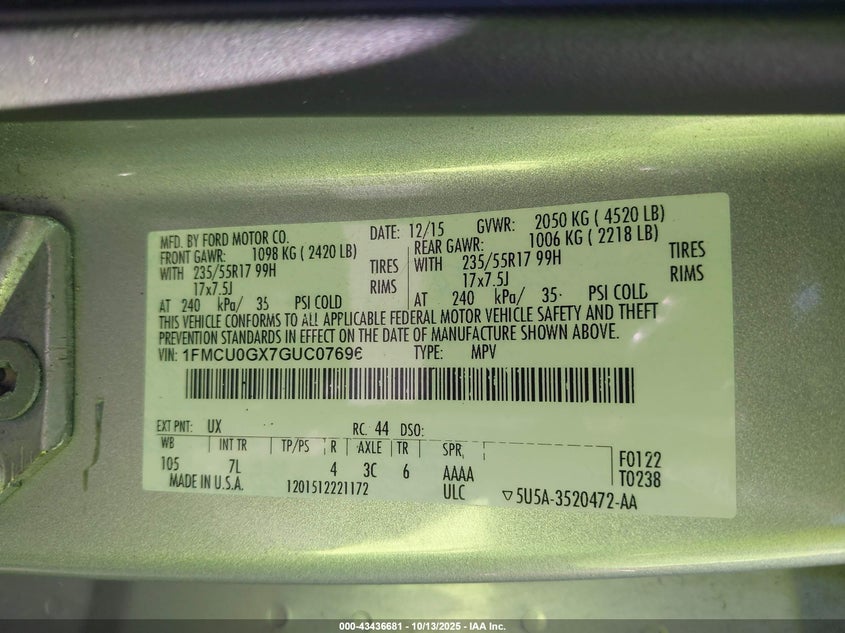 MFD. BY FORD MOTOR CO. DATE: 12/15 GVWR: 2050 KG ( 4520 LB)
FRONT GAWR: 1098 KG ( 2420 LB) REAR GAWR: 1006 KG ( 2218 LB)
WITH 235/55R17 99H TIRES WITH 235/55R17 99H TIRES
17x7.5J RIMS 17x7.5J RIMS
AT 240 kPa/ 35 PSI COLD AT 240 kPa/ 35 PSI COLD
THIS VEHICLE CONFORMS TO ALL APPLICABLE FEDERAL MOTOR VEHICLE SAFETY AND THEFT
PREVENTION STANDARDS IN EFFECT ON THE DATE OF MANUFACTURE SHOWN ABOVE.
VIN: 1FMCU0GX7GUC07696 TYPE: MPV
EXT PNT: UX RC: 44 DSO:
WB INT TR TP/PS R AXLE TR SPR F0122
105 7L 4 3C 6 AAAA T0238
MADE IN U.S.A. 1201512221172 ULC ▽5U5A-3520472-AA
000-43436681 | 10/13/2025 - IAA Inc.